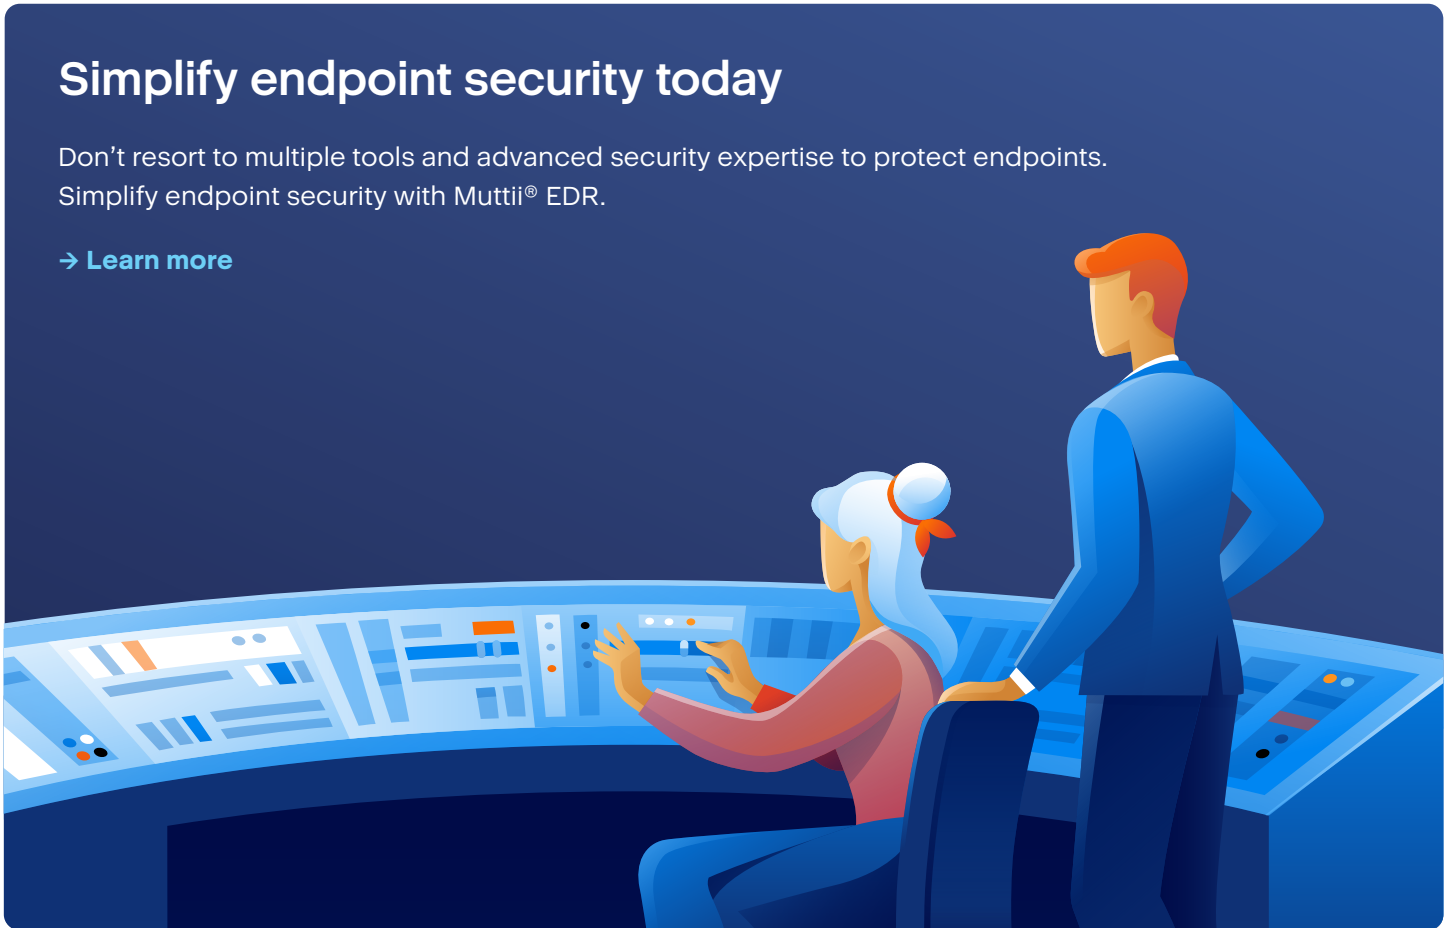 Simplify endpoint security today
Don’t resort to multiple tools and advanced security expertise to protect endpoints.
Simplify endpoint security with Muttii® EDR.
→ Learn more